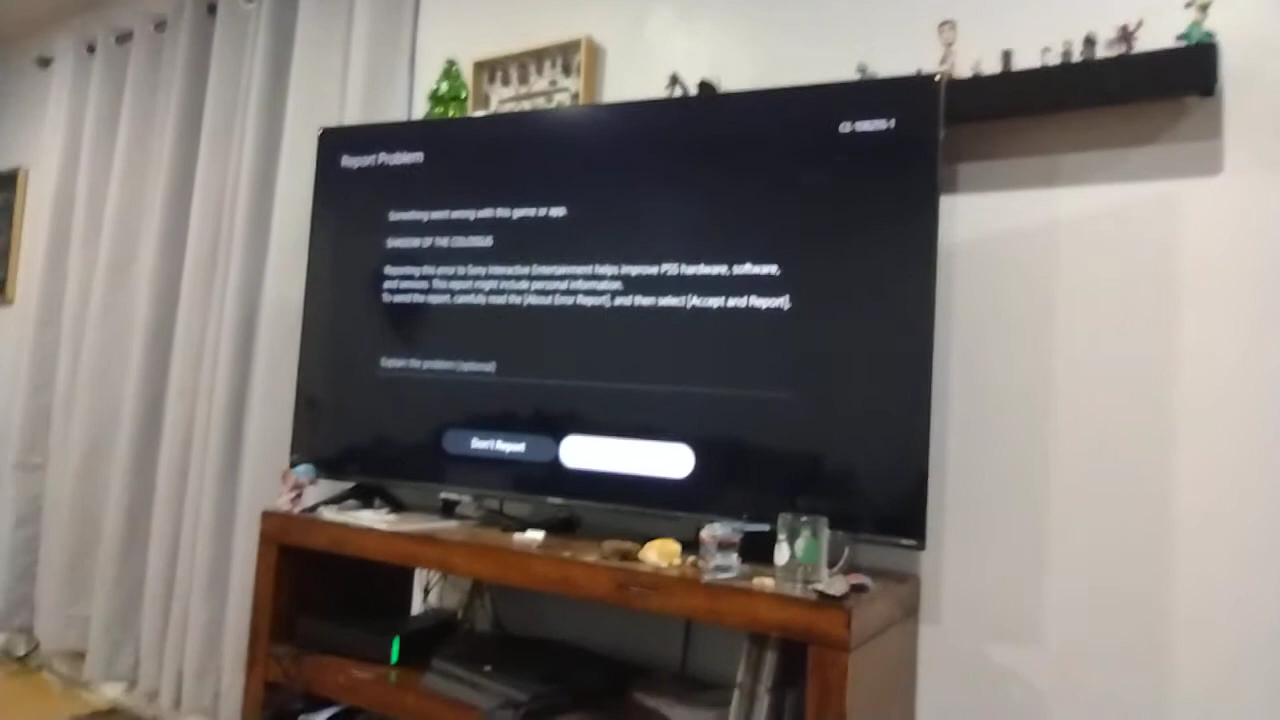 CE-108255-1
Report Problem
Something went wrong with this game or app.
SHADOW OF THE COLOSSUS
Reporting this error to Sony Interactive Entertainment helps improve PS5 hardware, software,
and services. This report might include personal information.
To send the report, carefully read the [About Error Report], and then select [Accept and Report].
Explain the problem (optional)
Don't Report